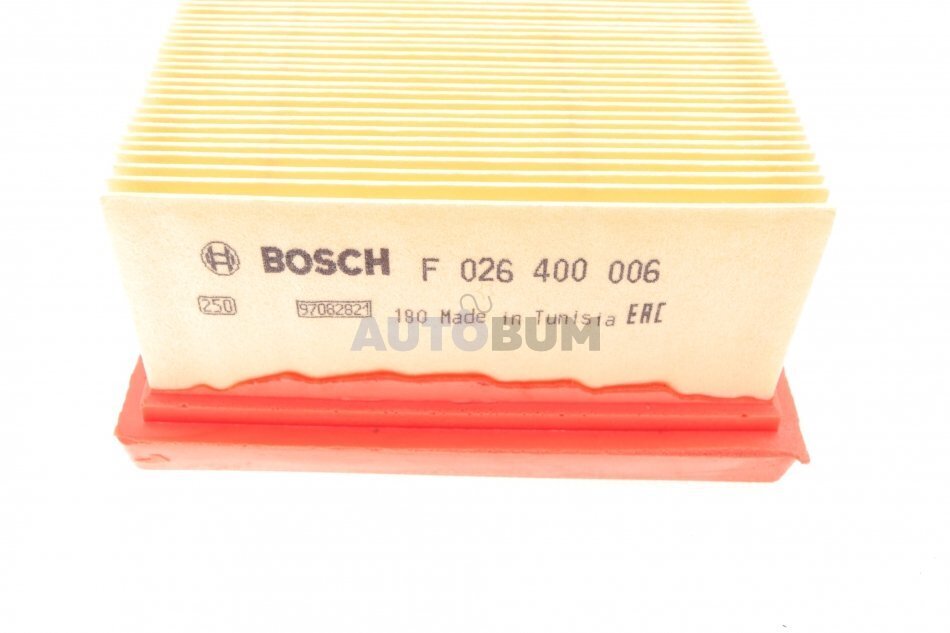 BOSCH F 026 400 006
250 97082821 180 Made in Tunisia EAC
AUTOBUM